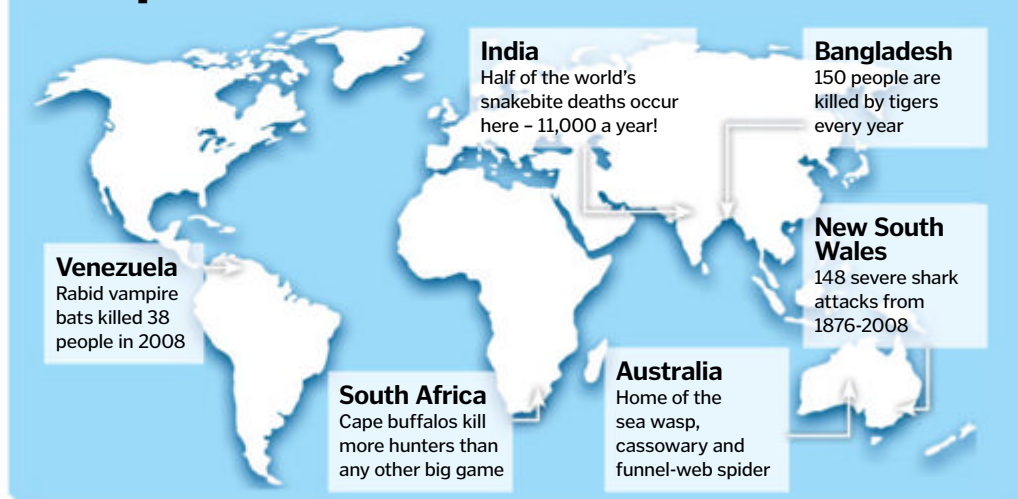 India
Half of the world's
snakebite deaths occur
here – 11,000 a year!
Bangladesh
150 people are
killed by tigers
every year
New South
Wales
148 severe shark
attacks from
1876-2008
Venezuela
Rabid vampire
bats killed 38
people in 2008
South Africa
Cape buffalos kill
more hunters than
any other big game
Australia
Home of the
sea wasp,
cassowary and
funnel-web spider